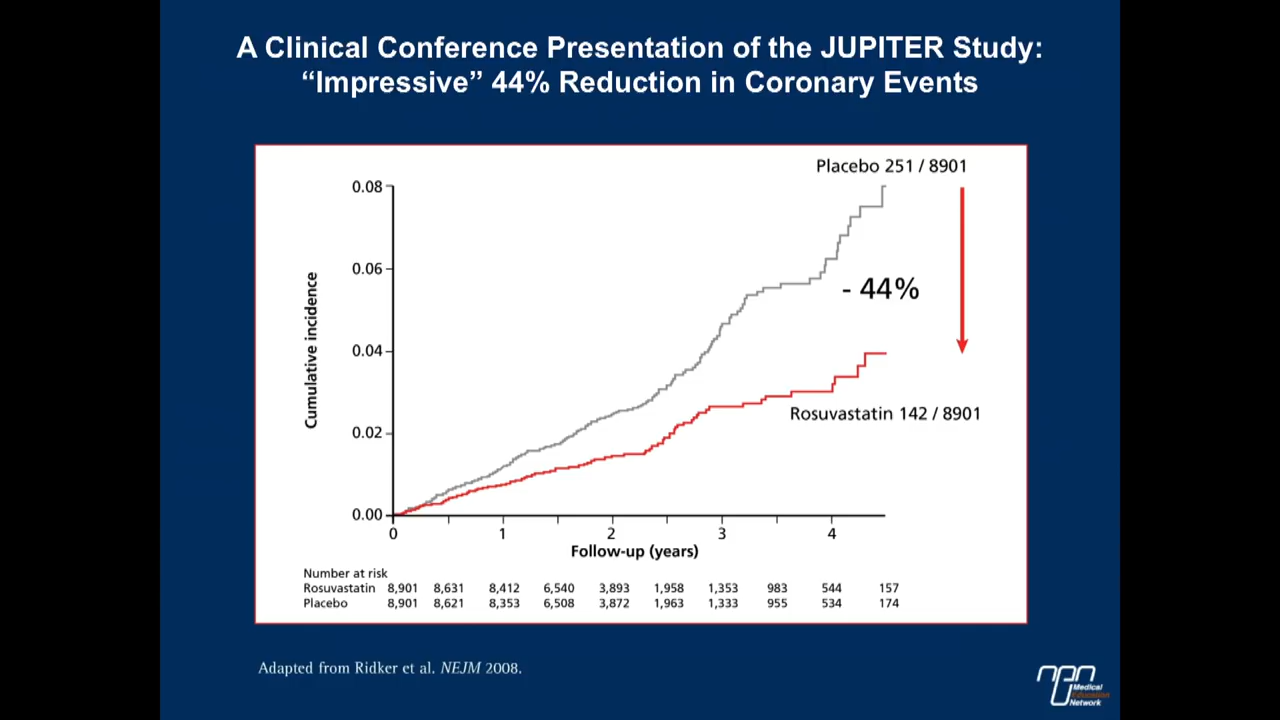 A Clinical Conference Presentation of the JUPITER Study:
“Impressive” 44% Reduction in Coronary Events
Placebo 251 / 8901
0.08
0.06
- 44%
0.04
Cumulative incidence
Rosuvastatin 142 / 8901
0.02
0.00
0 1 2 3 4
Follow-up (years)
Number at risk
Rosuvastatin 8,901 8,631 8,412 6,540 3,893 1,958 1,353 983 544 157
Placebo 8,901 8,621 8,353 6,508 3,872 1,963 1,333 955 534 174
Adapted from Ridker et al. NEJM 2008.
Medical
Education
Network